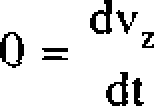 0 = dv_z / dt